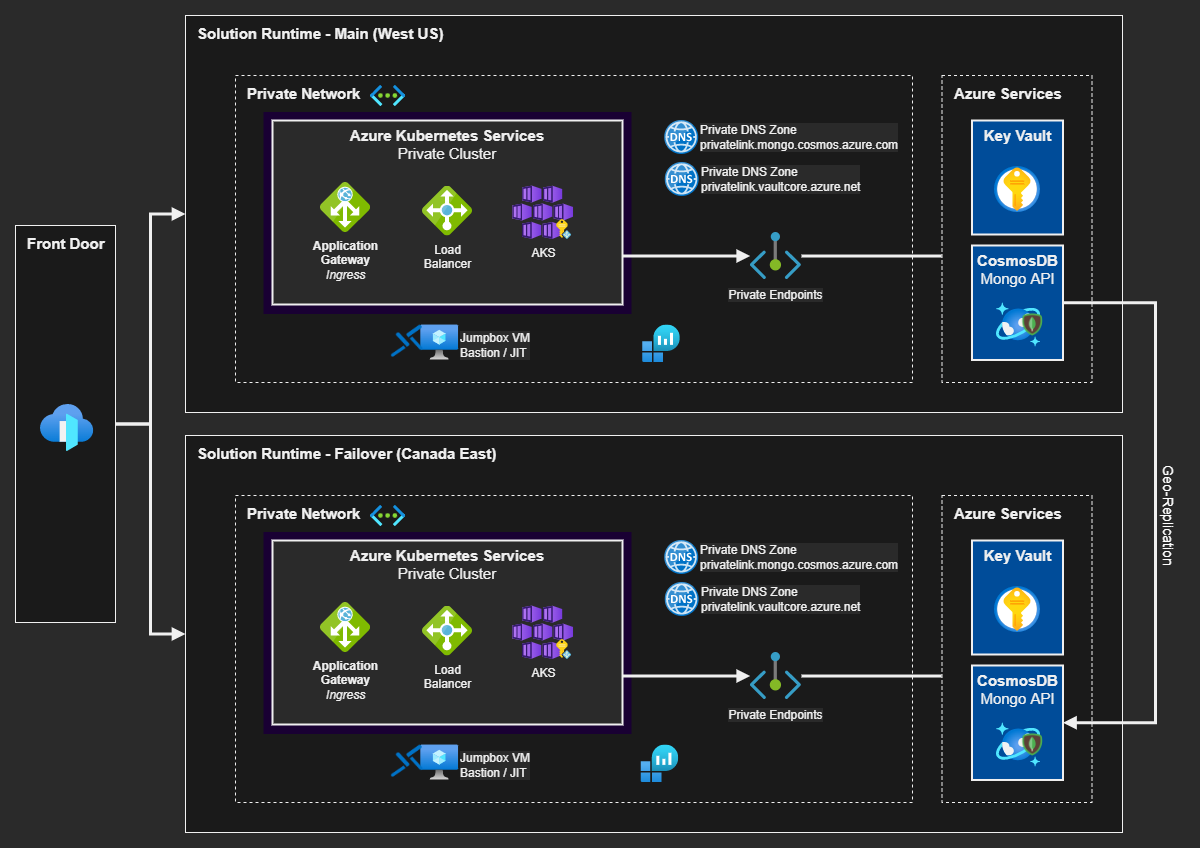 Solution Runtime - Main (West US)
Private Network
Azure Services
Azure Kubernetes Services
Private Cluster
Private DNS Zone
privatelink.mongo.cosmos.azure.com
DNS
Private DNS Zone
privatelink.vaultcore.azure.net
DNS
Key Vault
Front Door
Application
Gateway
Ingress
Load
Balancer
AKS
Private Endpoints
CosmosDB
Mongo API
Jumpbox VM
Bastion / JIT
Geo-Replication
Solution Runtime - Failover (Canada East)
Private Network
Azure Services
Azure Kubernetes Services
Private Cluster
Private DNS Zone
privatelink.mongo.cosmos.azure.com
DNS
Private DNS Zone
privatelink.vaultcore.azure.net
DNS
Key Vault
Application
Gateway
Ingress
Load
Balancer
AKS
Private Endpoints
CosmosDB
Mongo API
Jumpbox VM
Bastion / JIT